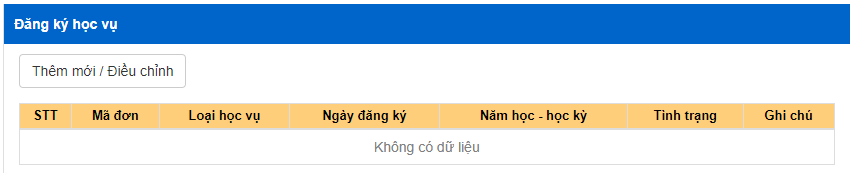 Đăng ký học vụ
Thêm mới / Điều chỉnh
STT Mã đơn Loại học vụ Ngày đăng ký Năm học - học kỳ Tình trạng Ghi chú
Không có dữ liệu